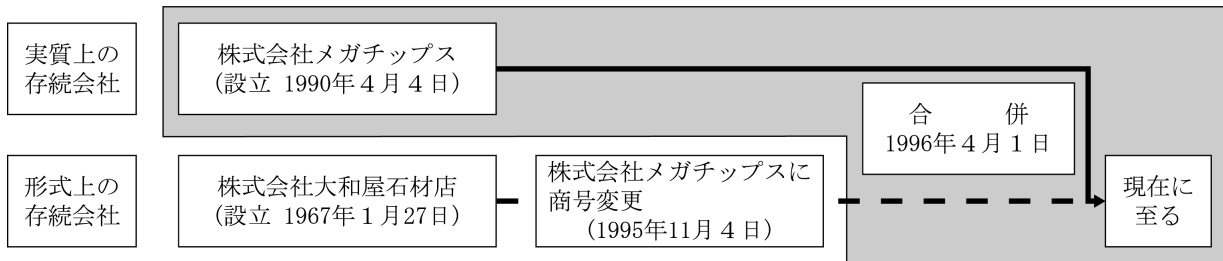 実質上の
存続会社
株式会社メガチップス
(設立 1990年４月４日)
合　　併
1996年４月１日
形式上の
存続会社
株式会社大和屋石材店
(設立 1967年１月27日)
株式会社メガチップスに
商号変更
(1995年11月４日)
現在に
至る